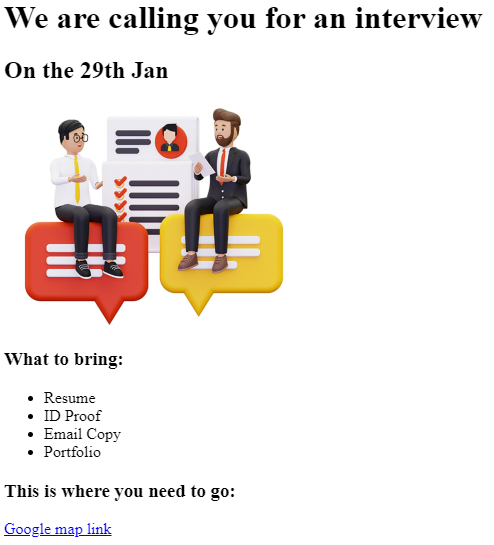 We are calling you for an interview
On the 29th Jan
What to bring:
Resume
ID Proof
Email Copy
Portfolio
This is where you need to go:
Google map link